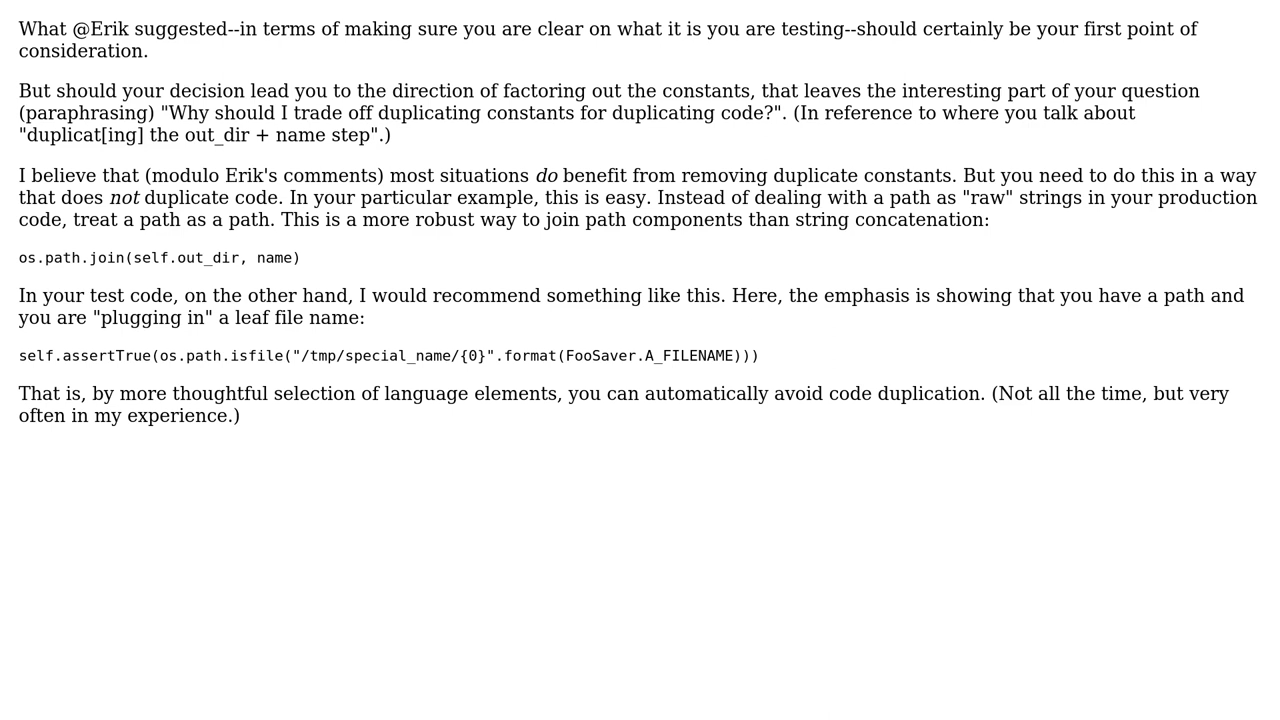 What @Erik suggested--in terms of making sure you are clear on what it is you are testing--should certainly be your first point of
consideration.
But should your decision lead you to the direction of factoring out the constants, that leaves the interesting part of your question
(paraphrasing) "Why should I trade off duplicating constants for duplicating code?". (In reference to where you talk about
"duplicat[ing] the out_dir + name step".)
I believe that (modulo Erik's comments) most situations do benefit from removing duplicate constants. But you need to do this in a way
that does not duplicate code. In your particular example, this is easy. Instead of dealing with a path as "raw" strings in your production
code, treat a path as a path. This is a more robust way to join path components than string concatenation:
os.path.join(self.out_dir, name)
In your test code, on the other hand, I would recommend something like this. Here, the emphasis is showing that you have a path and
you are "plugging in" a leaf file name:
self.assertTrue(os.path.isfile("/tmp/special_name/{0}".format(FooSaver.A_FILENAME)))
That is, by more thoughtful selection of language elements, you can automatically avoid code duplication. (Not all the time, but very
often in my experience.)